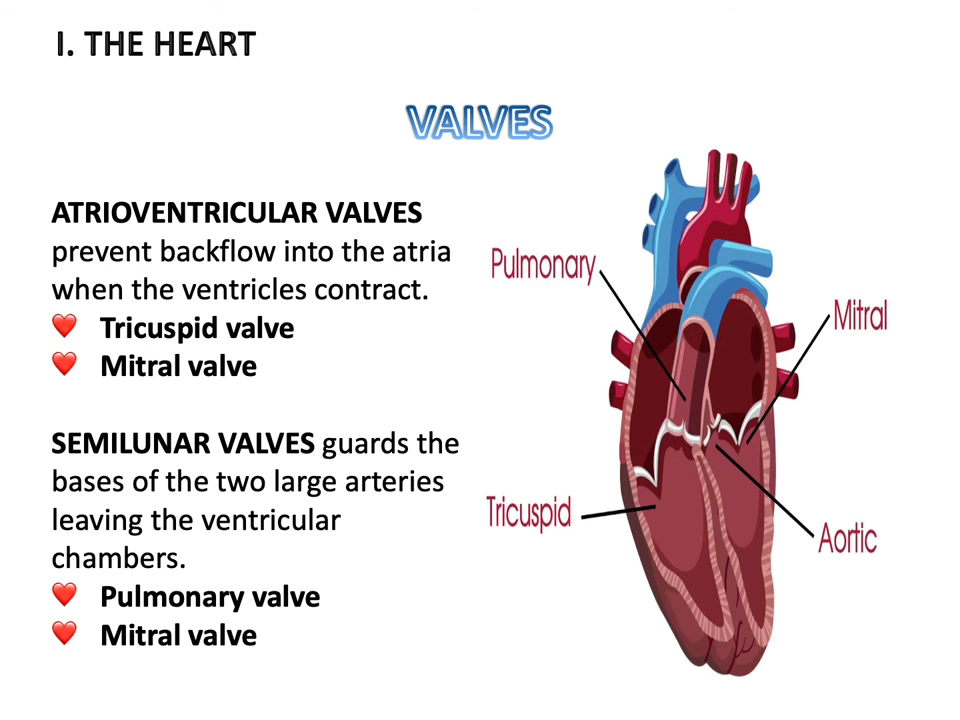 I. THE HEART
VALVES
ATRIOVENTRICULAR VALVES
prevent backflow into the atria
when the ventricles contract.
❤️ Tricuspid valve
❤️ Mitral valve
SEMILUNAR VALVES guards the
bases of the two large arteries
leaving the ventricular
chambers.
❤️ Pulmonary valve
❤️ Mitral valve
Pulmonary
Mitral
Tricuspid
Aortic